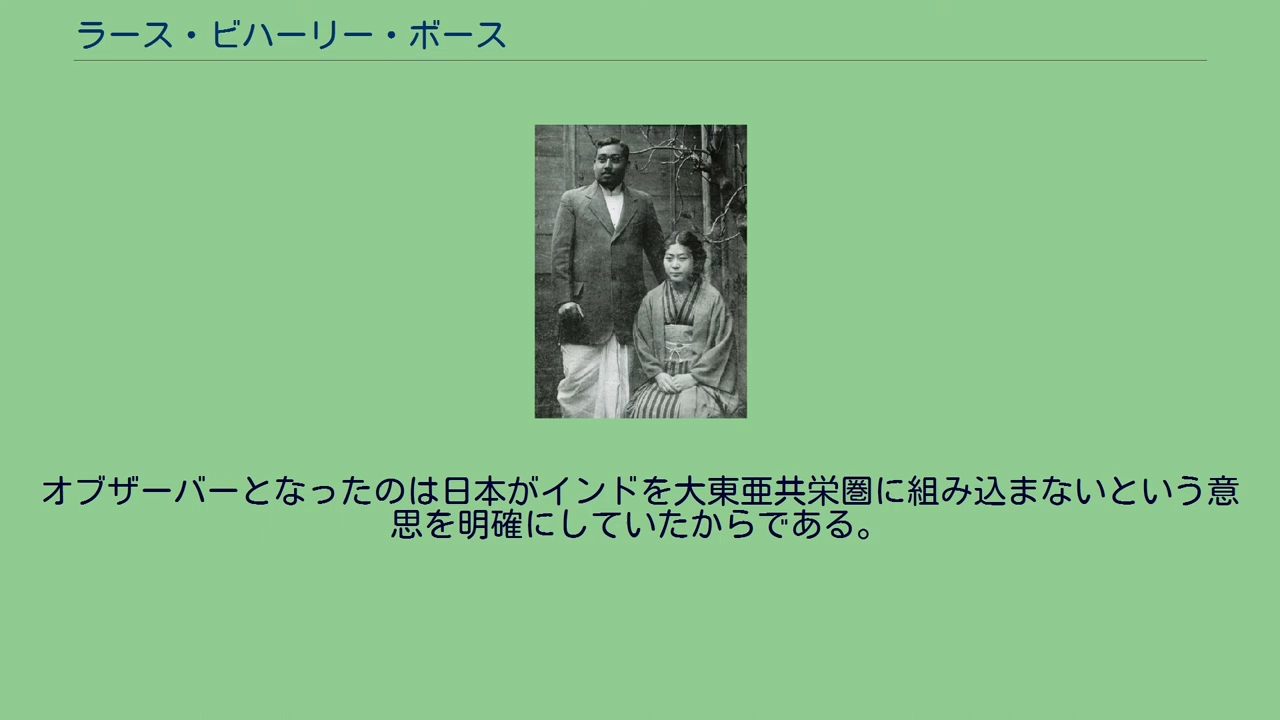 ラース・ビハーリー・ボース
オブザーバーとなったのは日本がインドを大東亜共栄圏に組み込まないという意
思を明確にしていたからである。